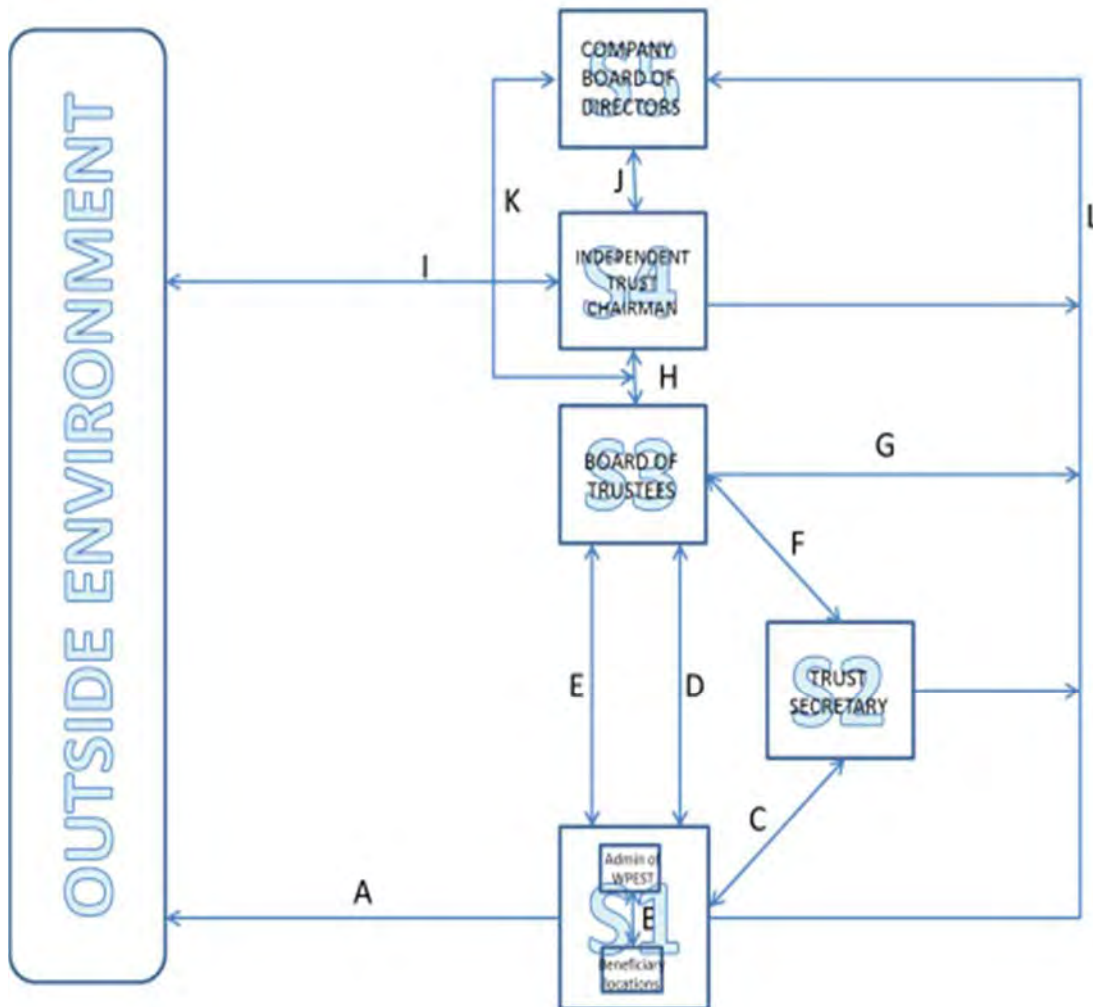 OUTSIDE ENVIRONMENT
COMPANY
BOARD OF
DIRECTORS
S5
J
K
L
I
INDEPENDENT
TRUST
CHAIRMAN
S4
H
BOARD OF
TRUSTEES
S3
G
F
E
D
TRUST
SECRETARY
S2
C
A
Admin of
WPEST
S1
B
Beneficiary
locations